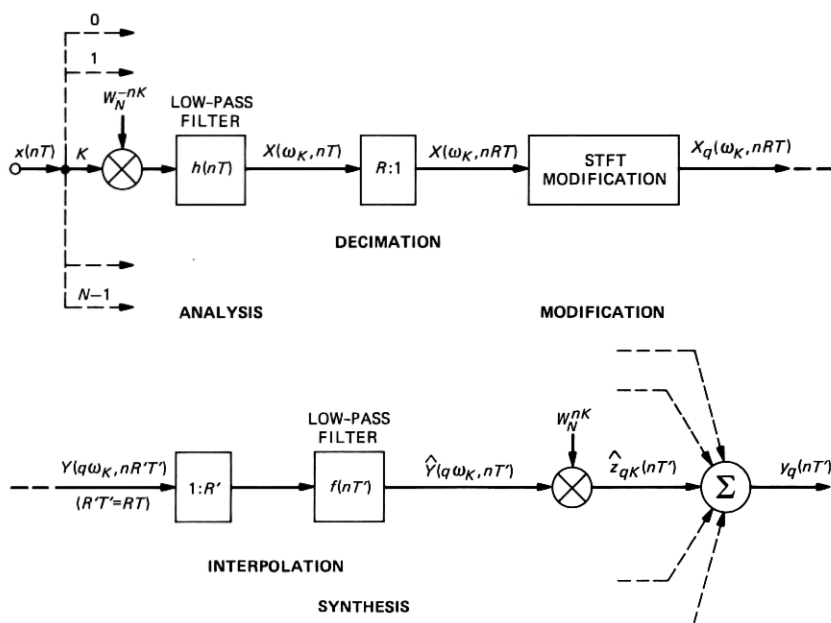 0
1
W_N^{-nK}
LOW-PASS
FILTER
x(nT)
K
h(nT)
X(ω_K, nT)
R:1
X(ω_K, nRT)
STFT
MODIFICATION
X_q(ω_K, nRT)
DECIMATION
N-1
ANALYSIS
MODIFICATION
LOW-PASS
FILTER
W_N^{nK}
Y(qω_K, nR'T')
(R'T'=RT)
1:R'
f(nT')
Ŷ(qω_K, nT')
ẑ_{qK}(nT')
Σ
y_q(nT')
INTERPOLATION
SYNTHESIS